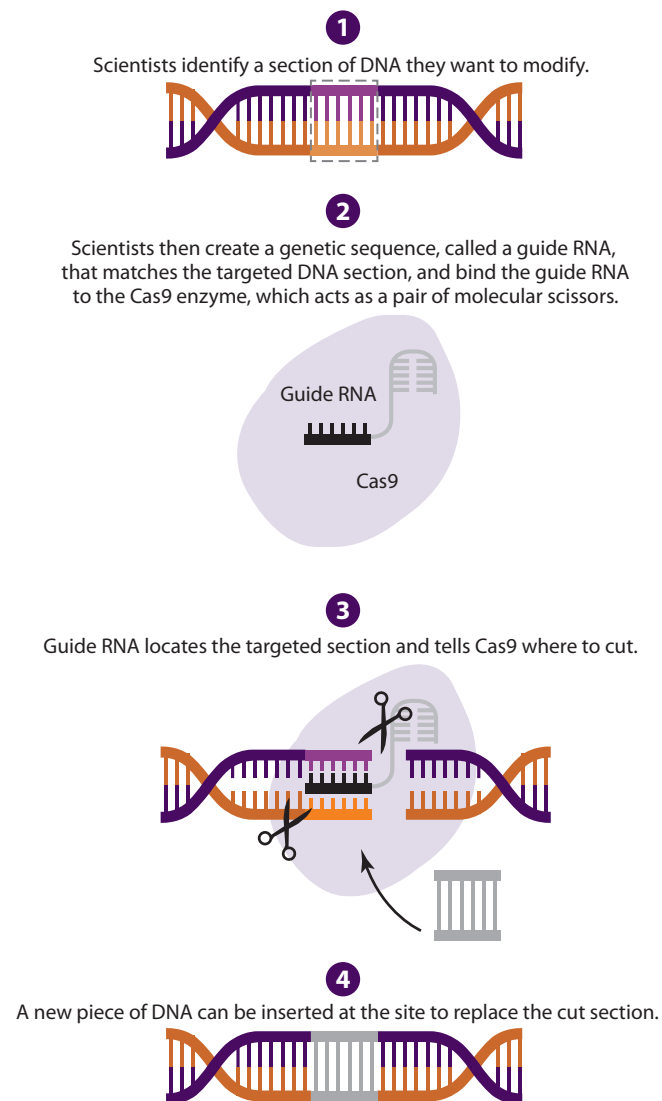 1
Scientists identify a section of DNA they want to modify.
2
Scientists then create a genetic sequence, called a guide RNA,
that matches the targeted DNA section, and bind the guide RNA
to the Cas9 enzyme, which acts as a pair of molecular scissors.
Guide RNA
Cas9
3
Guide RNA locates the targeted section and tells Cas9 where to cut.
4
A new piece of DNA can be inserted at the site to replace the cut section.